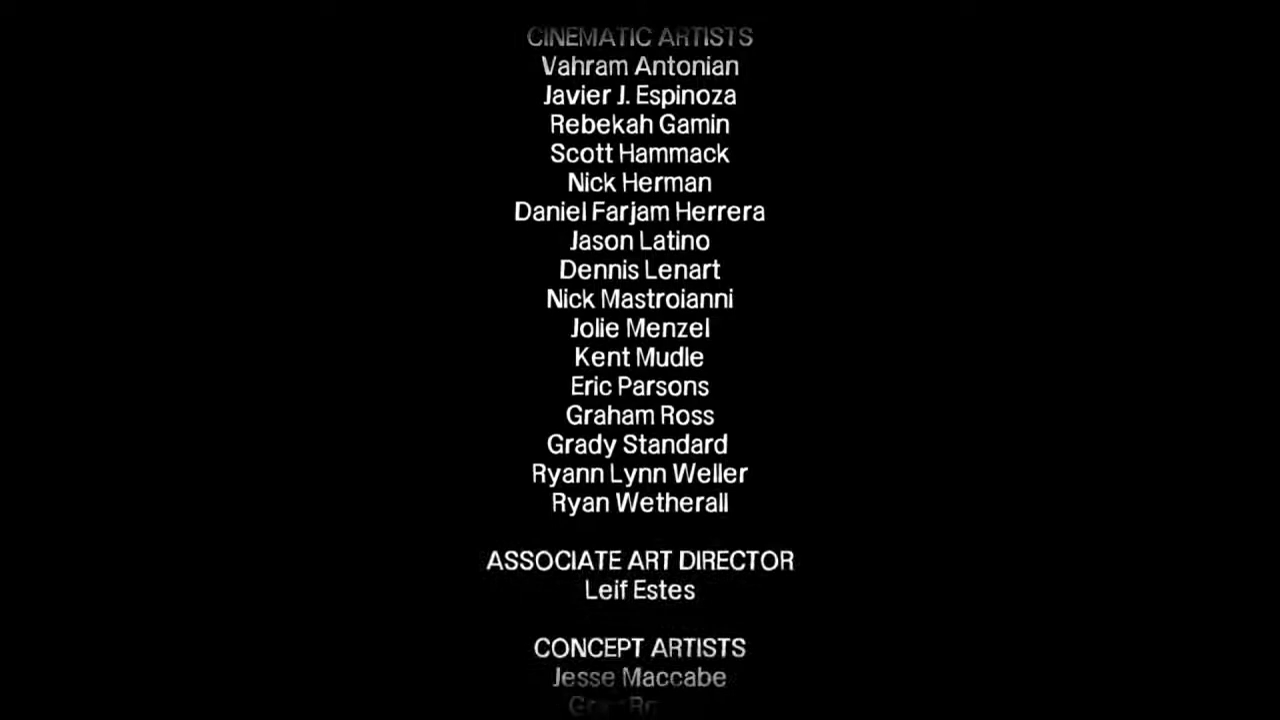 CINEMATIC ARTISTS
Vahram Antonian
Javier J. Espinoza
Rebekah Gamin
Scott Hammack
Nick Herman
Daniel Farjam Herrera
Jason Latino
Dennis Lenart
Nick Mastroianni
Jolie Menzel
Kent Mudle
Eric Parsons
Graham Ross
Grady Standard
Ryann Lynn Weller
Ryan Wetherall
ASSOCIATE ART DIRECTOR
Leif Estes
CONCEPT ARTISTS
Jesse Maccabe